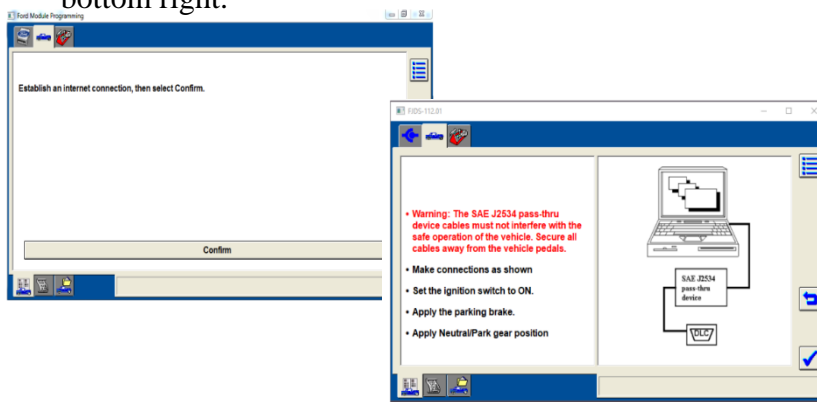 bottom right.
Ford Module Programming
Establish an internet connection, then select Confirm.
Confirm
FJDS-112.01
• Warning: The SAE J2534 pass-thru
device cables must not interfere with the
safe operation of the vehicle. Secure all
cables away from the vehicle pedals.
• Make connections as shown
• Set the ignition switch to ON.
• Apply the parking brake.
• Apply Neutral/Park gear position
SAE J2534
pass-thru
device
DLC